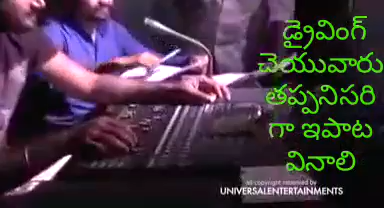 డ్రైవింగ్
చెయువారు
తప్పనిసరి
గా ఇపాట
వినాలి
all copyright reserved by
UNIVERSALENTERTAINMENTS